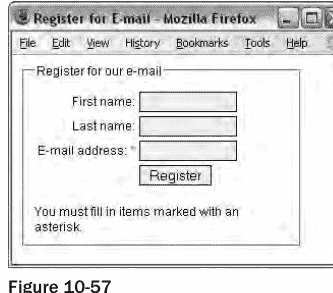 Register for E-mail - Mozilla Firefox
File Edit View History Bookmarks Tools Help
Register for our e-mail
First name:
Last name:
E-mail address: *
Register
You must fill in items marked with an
asterisk.
Figure 10-57